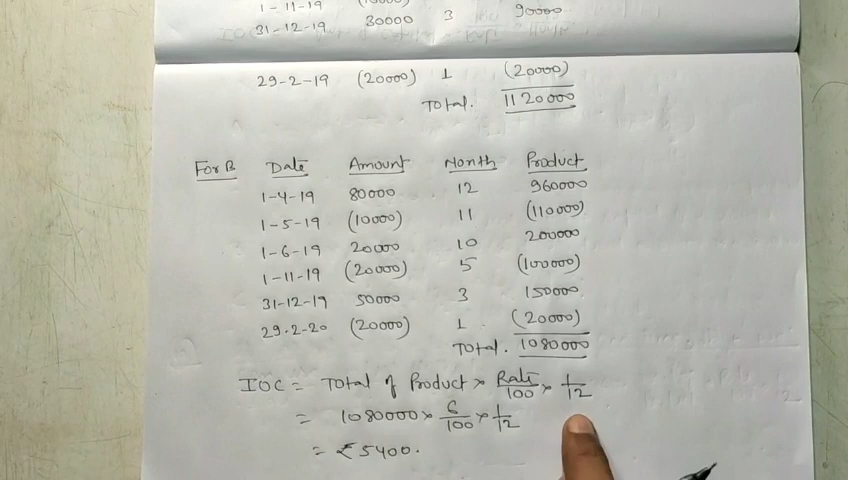 1-11-19 (10000)
31-12-19 30000 3 90000
29-2-19 (20000) 1 (20000)
Total. 1120000
For B Date Amount Month Product
1-4-19 80000 12 960000
1-5-19 (10000) 11 (110000)
1-6-19 20000 10 200000
1-11-19 (20000) 5 (100000)
31-12-19 50000 3 150000
29.2-20 (20000) 1 (20000)
Total. 1080000
IOC = Total of Product × Rate/100 × 1/12
= 1080000 × 6/100 × 1/12
= ₹5400.